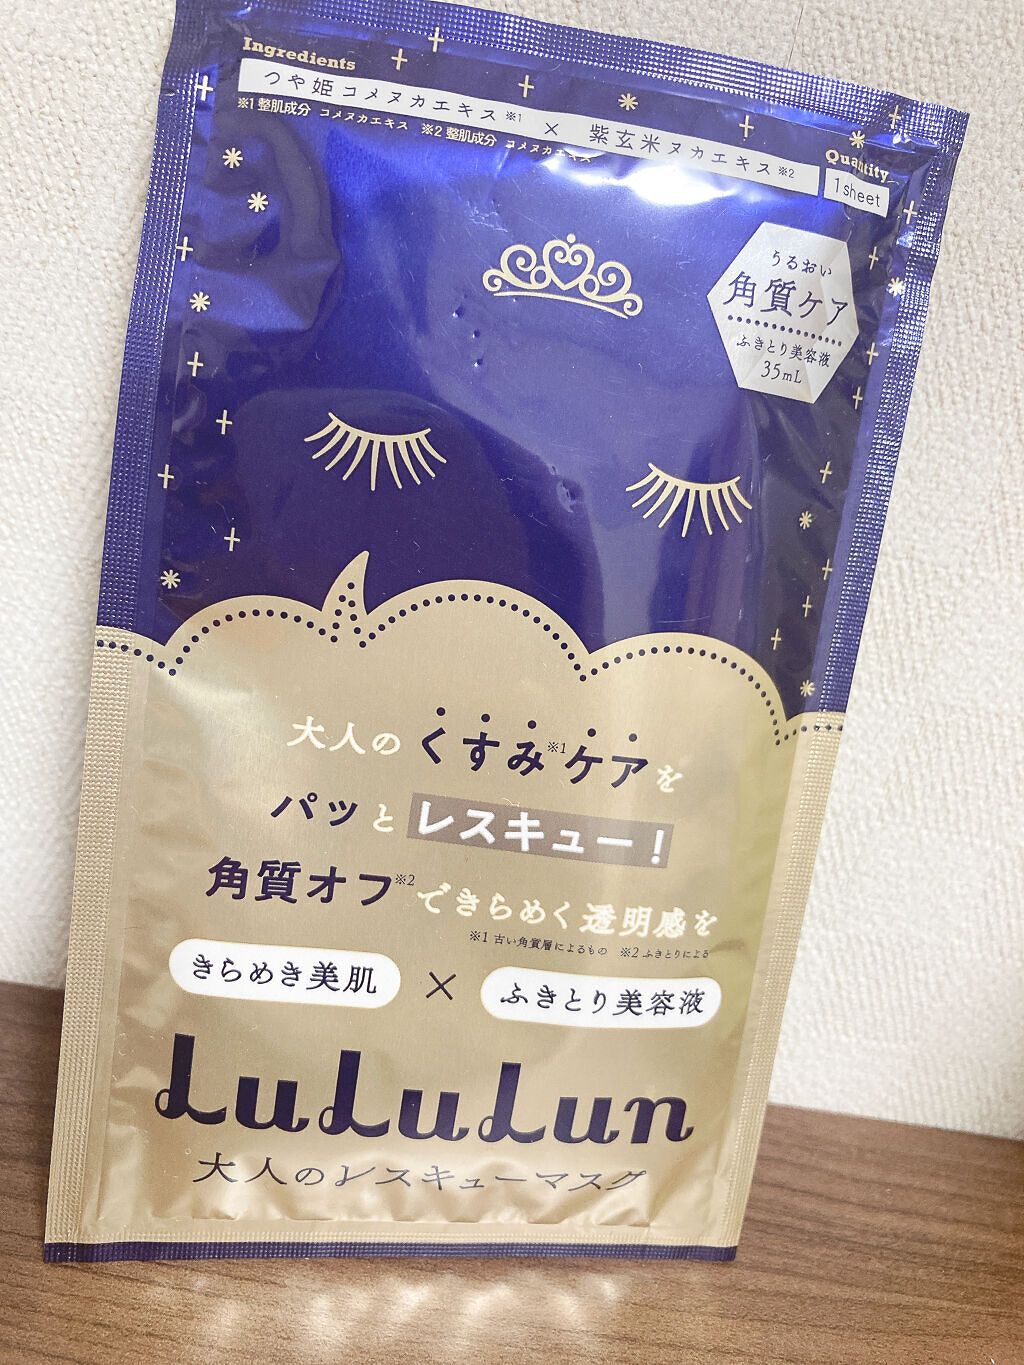 Ingredients
つや姫コメヌカエキス※1 × 紫玄米ヌカエキス※2
※1 整肌成分 コメヌカエキス ※2 整肌成分 コメヌカエキス
Quantity
1sheet
うるおい
角質ケア
ふきとり美容液
35mL
大人のくすみ※1ケアを
パッとレスキュー!
角質オフ※2できらめく透明感を
※1 古い角質層によるもの ※2 ふきとりによる
きらめき美肌 × ふきとり美容液
LuLuLun
大人のレスキューマスク